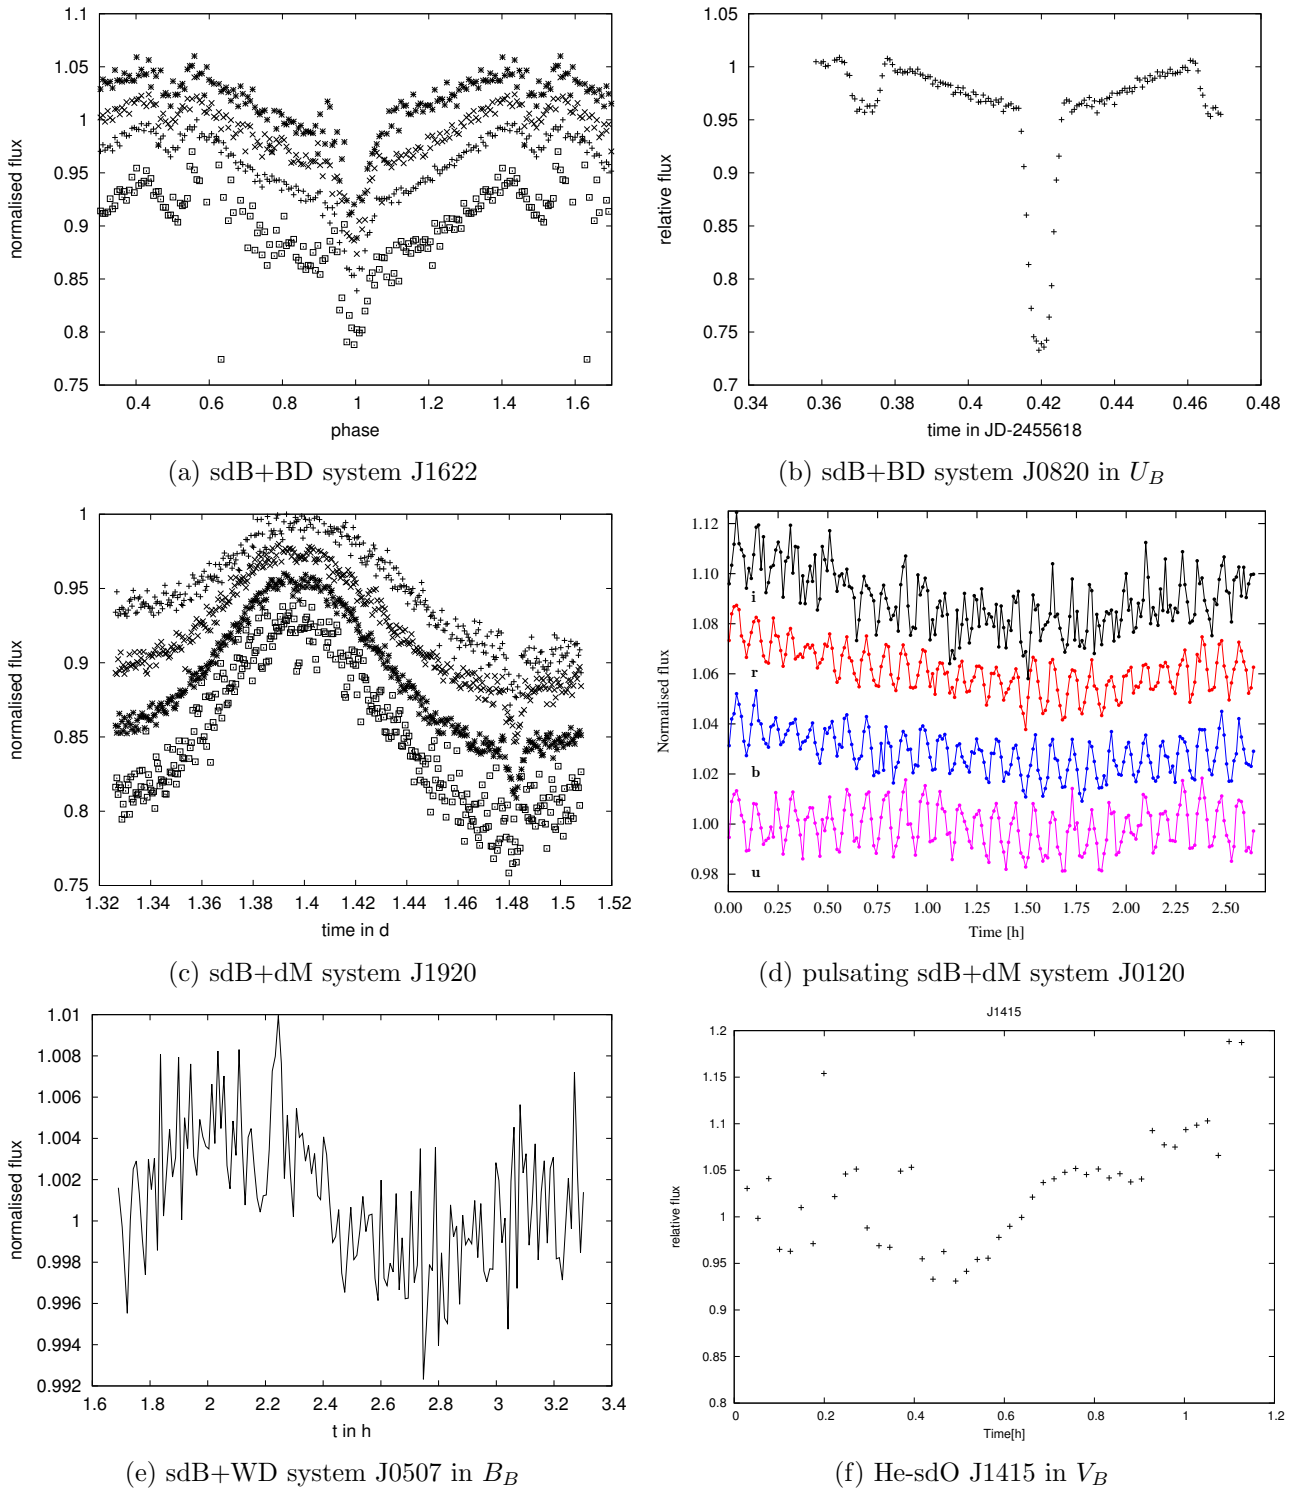 1.1
1.05
1
0.95
0.9
0.85
0.8
0.75
normalised flux
0.4 0.6 0.8 1 1.2 1.4 1.6
phase
(a) sdB+BD system J1622
1.05
1
0.95
0.9
0.85
0.8
0.75
0.7
relative flux
0.34 0.36 0.38 0.4 0.42 0.44 0.46 0.48
time in JD-2455618
(b) sdB+BD system J0820 in U_B
1
0.95
0.9
0.85
0.8
0.75
normalised flux
1.32 1.34 1.36 1.38 1.4 1.42 1.44 1.46 1.48 1.5 1.52
time in d
(c) sdB+dM system J1920
1.12
1.10
1.08
1.06
1.04
1.02
1.00
0.98
Normalised flux
i
r
b
u
0.00 0.25 0.50 0.75 1.00 1.25 1.50 1.75 2.00 2.25 2.50
Time [h]
(d) pulsating sdB+dM system J0120
1.01
1.008
1.006
1.004
1.002
1
0.998
0.996
0.994
0.992
normalised flux
1.6 1.8 2 2.2 2.4 2.6 2.8 3 3.2 3.4
t in h
(e) sdB+WD system J0507 in B_B
J1415
1.2
1.15
1.1
1.05
1
0.95
0.9
0.85
0.8
relative flux
0 0.2 0.4 0.6 0.8 1 1.2
Time[h]
(f) He-sdO J1415 in V_B